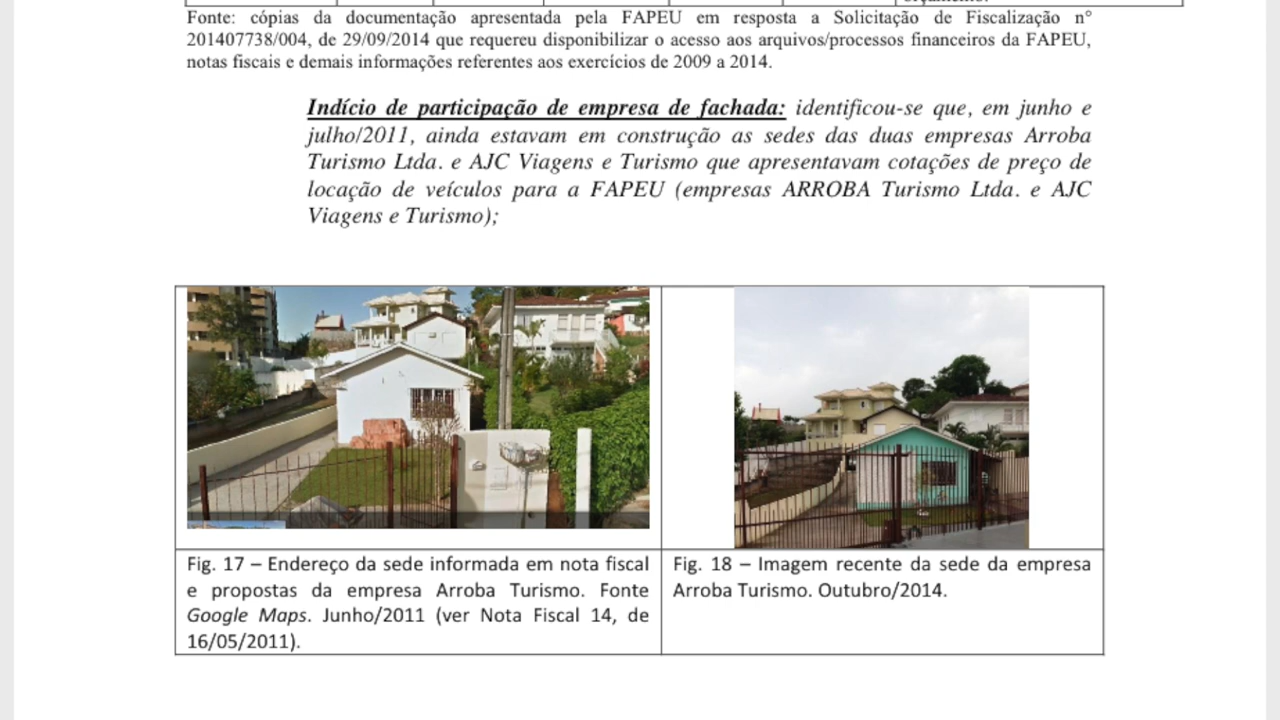 Fonte: cópias da documentação apresentada pela FAPEU em resposta a Solicitação de Fiscalização n°
201407738/004, de 29/09/2014 que requereu disponibilizar o acesso aos arquivos/processos financeiros da FAPEU,
notas fiscais e demais informações referentes aos exercícios de 2009 a 2014.
Indício de participação de empresa de fachada: identificou-se que, em junho e
julho/2011, ainda estavam em construção as sedes das duas empresas Arroba
Turismo Ltda. e AJC Viagens e Turismo que apresentavam cotações de preço de
locação de veículos para a FAPEU (empresas ARROBA Turismo Ltda. e AJC
Viagens e Turismo);
Fig. 17 – Endereço da sede informada em nota fiscal
e propostas da empresa Arroba Turismo. Fonte
Google Maps. Junho/2011 (ver Nota Fiscal 14, de
16/05/2011).
Fig. 18 – Imagem recente da sede da empresa
Arroba Turismo. Outubro/2014.